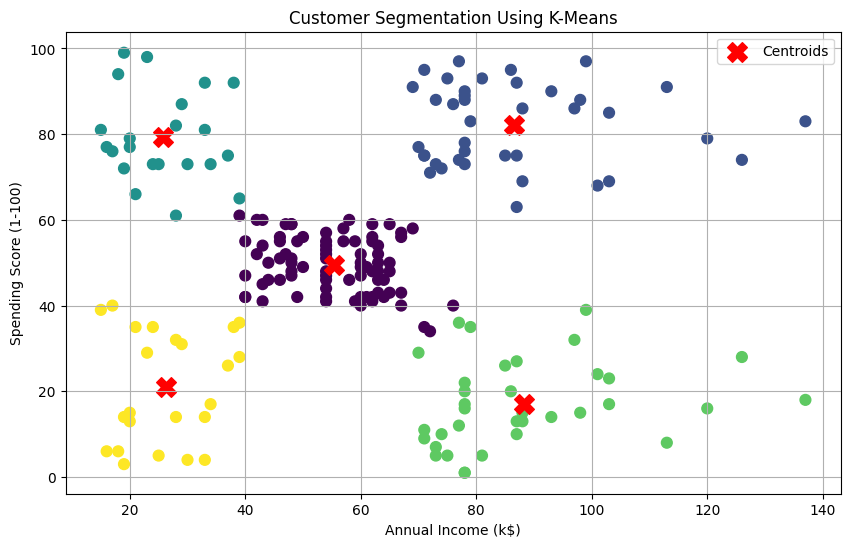 Customer Segmentation Using K-Means
Centroids
100
80
60
40
20
0
Spending Score (1-100)
20 40 60 80 100 120 140
Annual Income (k$)